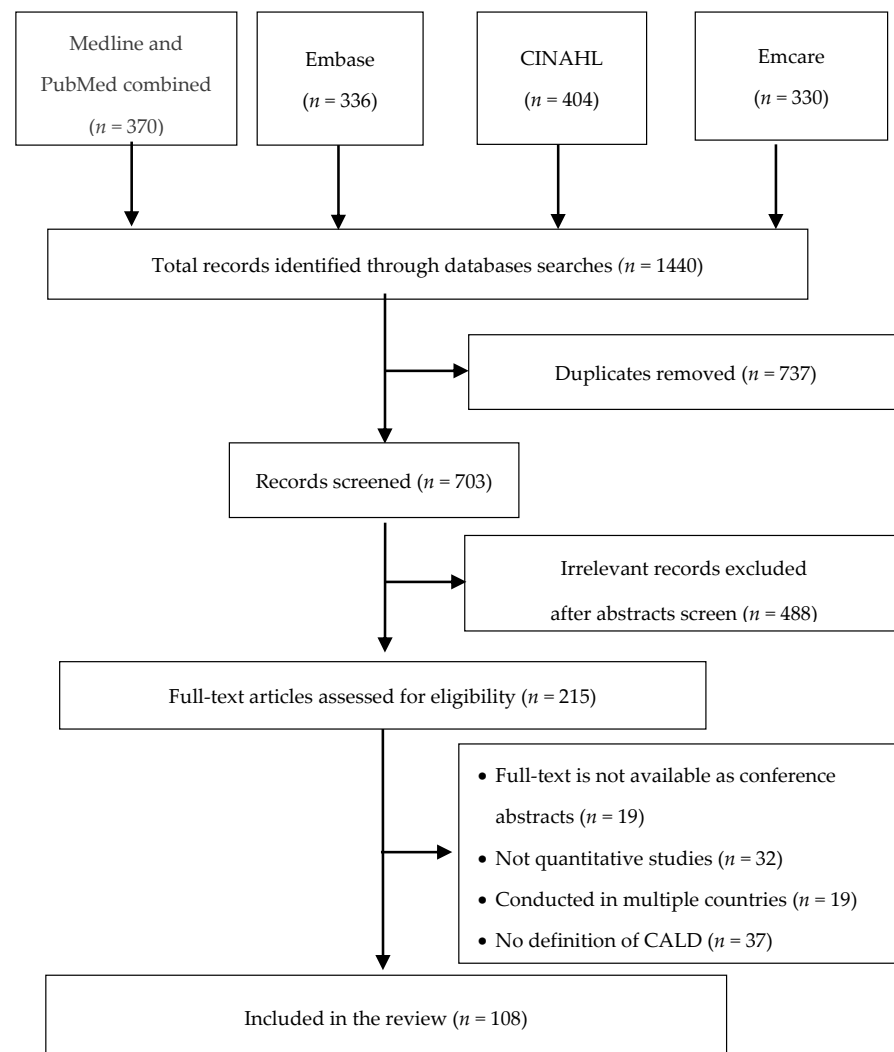 Medline and
PubMed combined
(n = 370)
Embase
(n = 336)
CINAHL
(n = 404)
Emcare
(n = 330)
Total records identified through databases searches (n = 1440)
Duplicates removed (n = 737)
Records screened (n = 703)
Irrelevant records excluded
after abstracts screen (n = 488)
Full-text articles assessed for eligibility (n = 215)
• Full-text is not available as conference
abstracts (n = 19)
• Not quantitative studies (n = 32)
• Conducted in multiple countries (n = 19)
• No definition of CALD (n = 37)
Included in the review (n = 108)